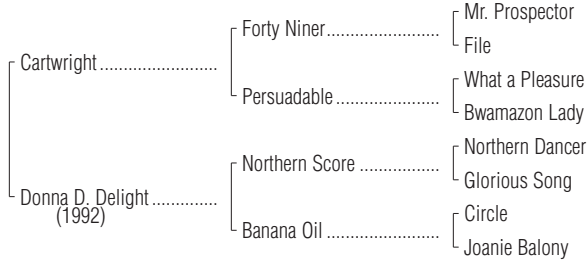 Mr. Prospector
Forty Niner
File
Cartwright
What a Pleasure
Persuadable
Bwamazon Lady
Northern Dancer
Northern Score
Glorious Song
Donna D. Delight
(1992)
Circle
Banana Oil
Joanie Balony